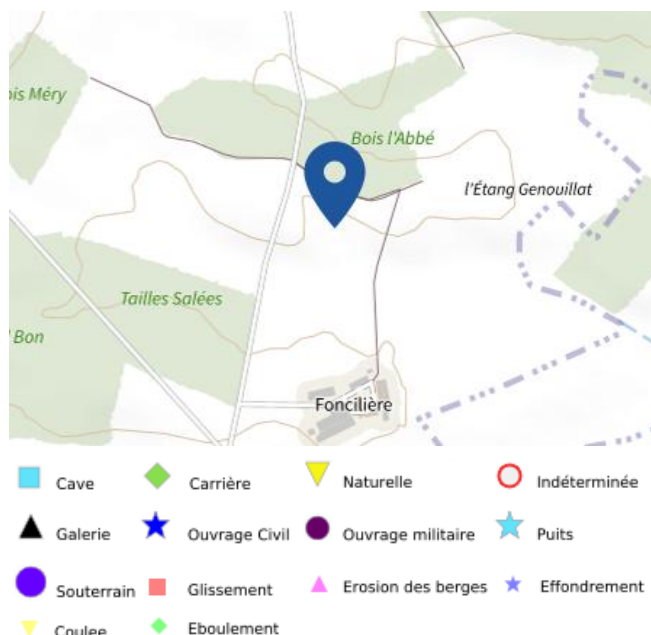 ois Méry
Bois l'Abbé
l'Étang Genouillat
Tailles Salées
Bon
Foncilière
Cave
Carrière
Naturelle
Indéterminée
Galerie
Ouvrage Civil
Ouvrage militaire
Puits
Souterrain
Glissement
Erosion des berges
Effondrement
Coulee
Eboulement